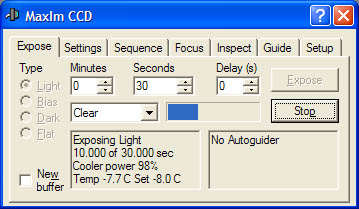 MaxIm CCD
Expose Settings Sequence Focus Inspect Guide Setup
Type Minutes Seconds Delay (s)
Light 0 30 0 Expose
Bias
Dark Clear Stop
Flat
Exposing Light No Autoguider
10.000 of 30.000 sec
Cooler power 98%
New Temp -7.7 C Set -8.0 C
buffer